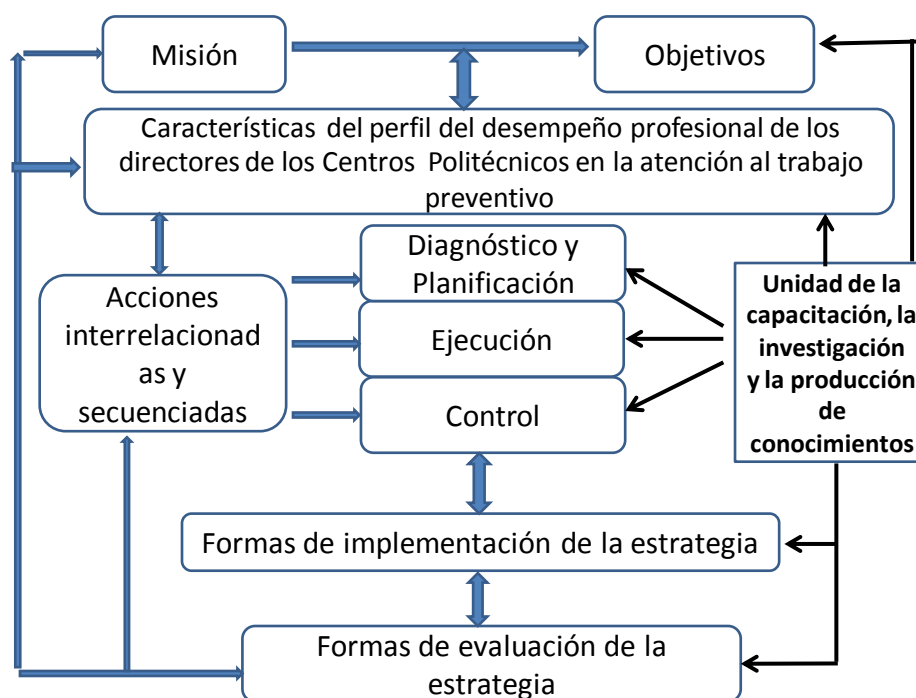 Misión
Objetivos
Características del perfil del desempeño profesional de los
directores de los Centros Politécnicos en la atención al trabajo
preventivo
Diagnóstico y
Planificación
Acciones
interrelacionad
as y
secuenciadas
Ejecución
Control
Unidad de la
capacitación, la
investigación
y la producción
de
conocimientos
Formas de implementación de la estrategia
Formas de evaluación de la
estrategia